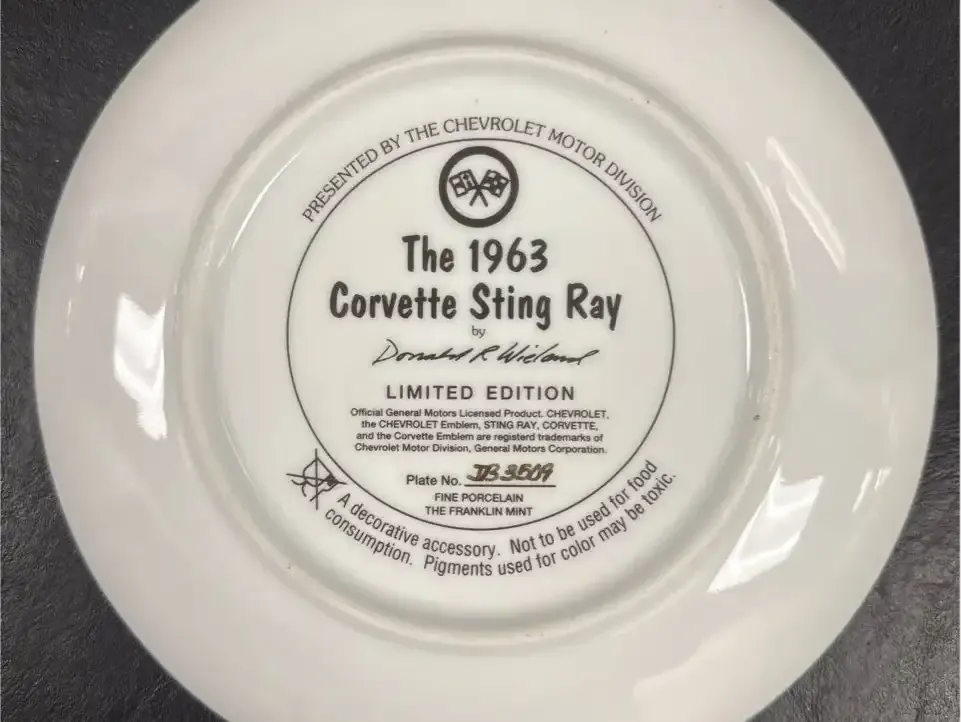 PRESENTED BY THE CHEVROLET MOTOR DIVISION
The 1963
Corvette Sting Ray
by
Donald R Wieland
LIMITED EDITION
Official General Motors Licensed Product. CHEVROLET,
the CHEVROLET Emblem, STING RAY, CORVETTE,
and the Corvette Emblem are registerd trademarks of
Chevrolet Motor Division, General Motors Corporation.
Plate No. IB3509
FINE PORCELAIN
THE FRANKLIN MINT
A decorative accessory. Not to be used for food
consumption. Pigments used for color may be toxic.